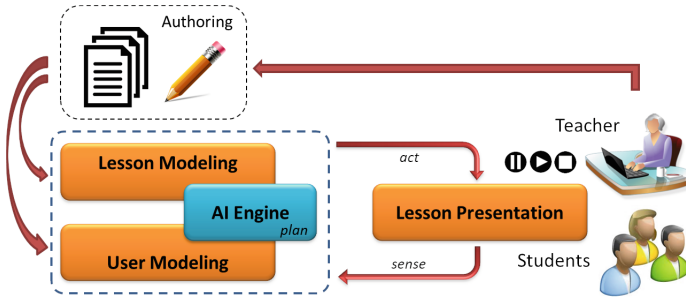 Authoring
Teacher
Lesson Modeling
act
AI Engine
plan
Lesson Presentation
User Modeling
sense
Students